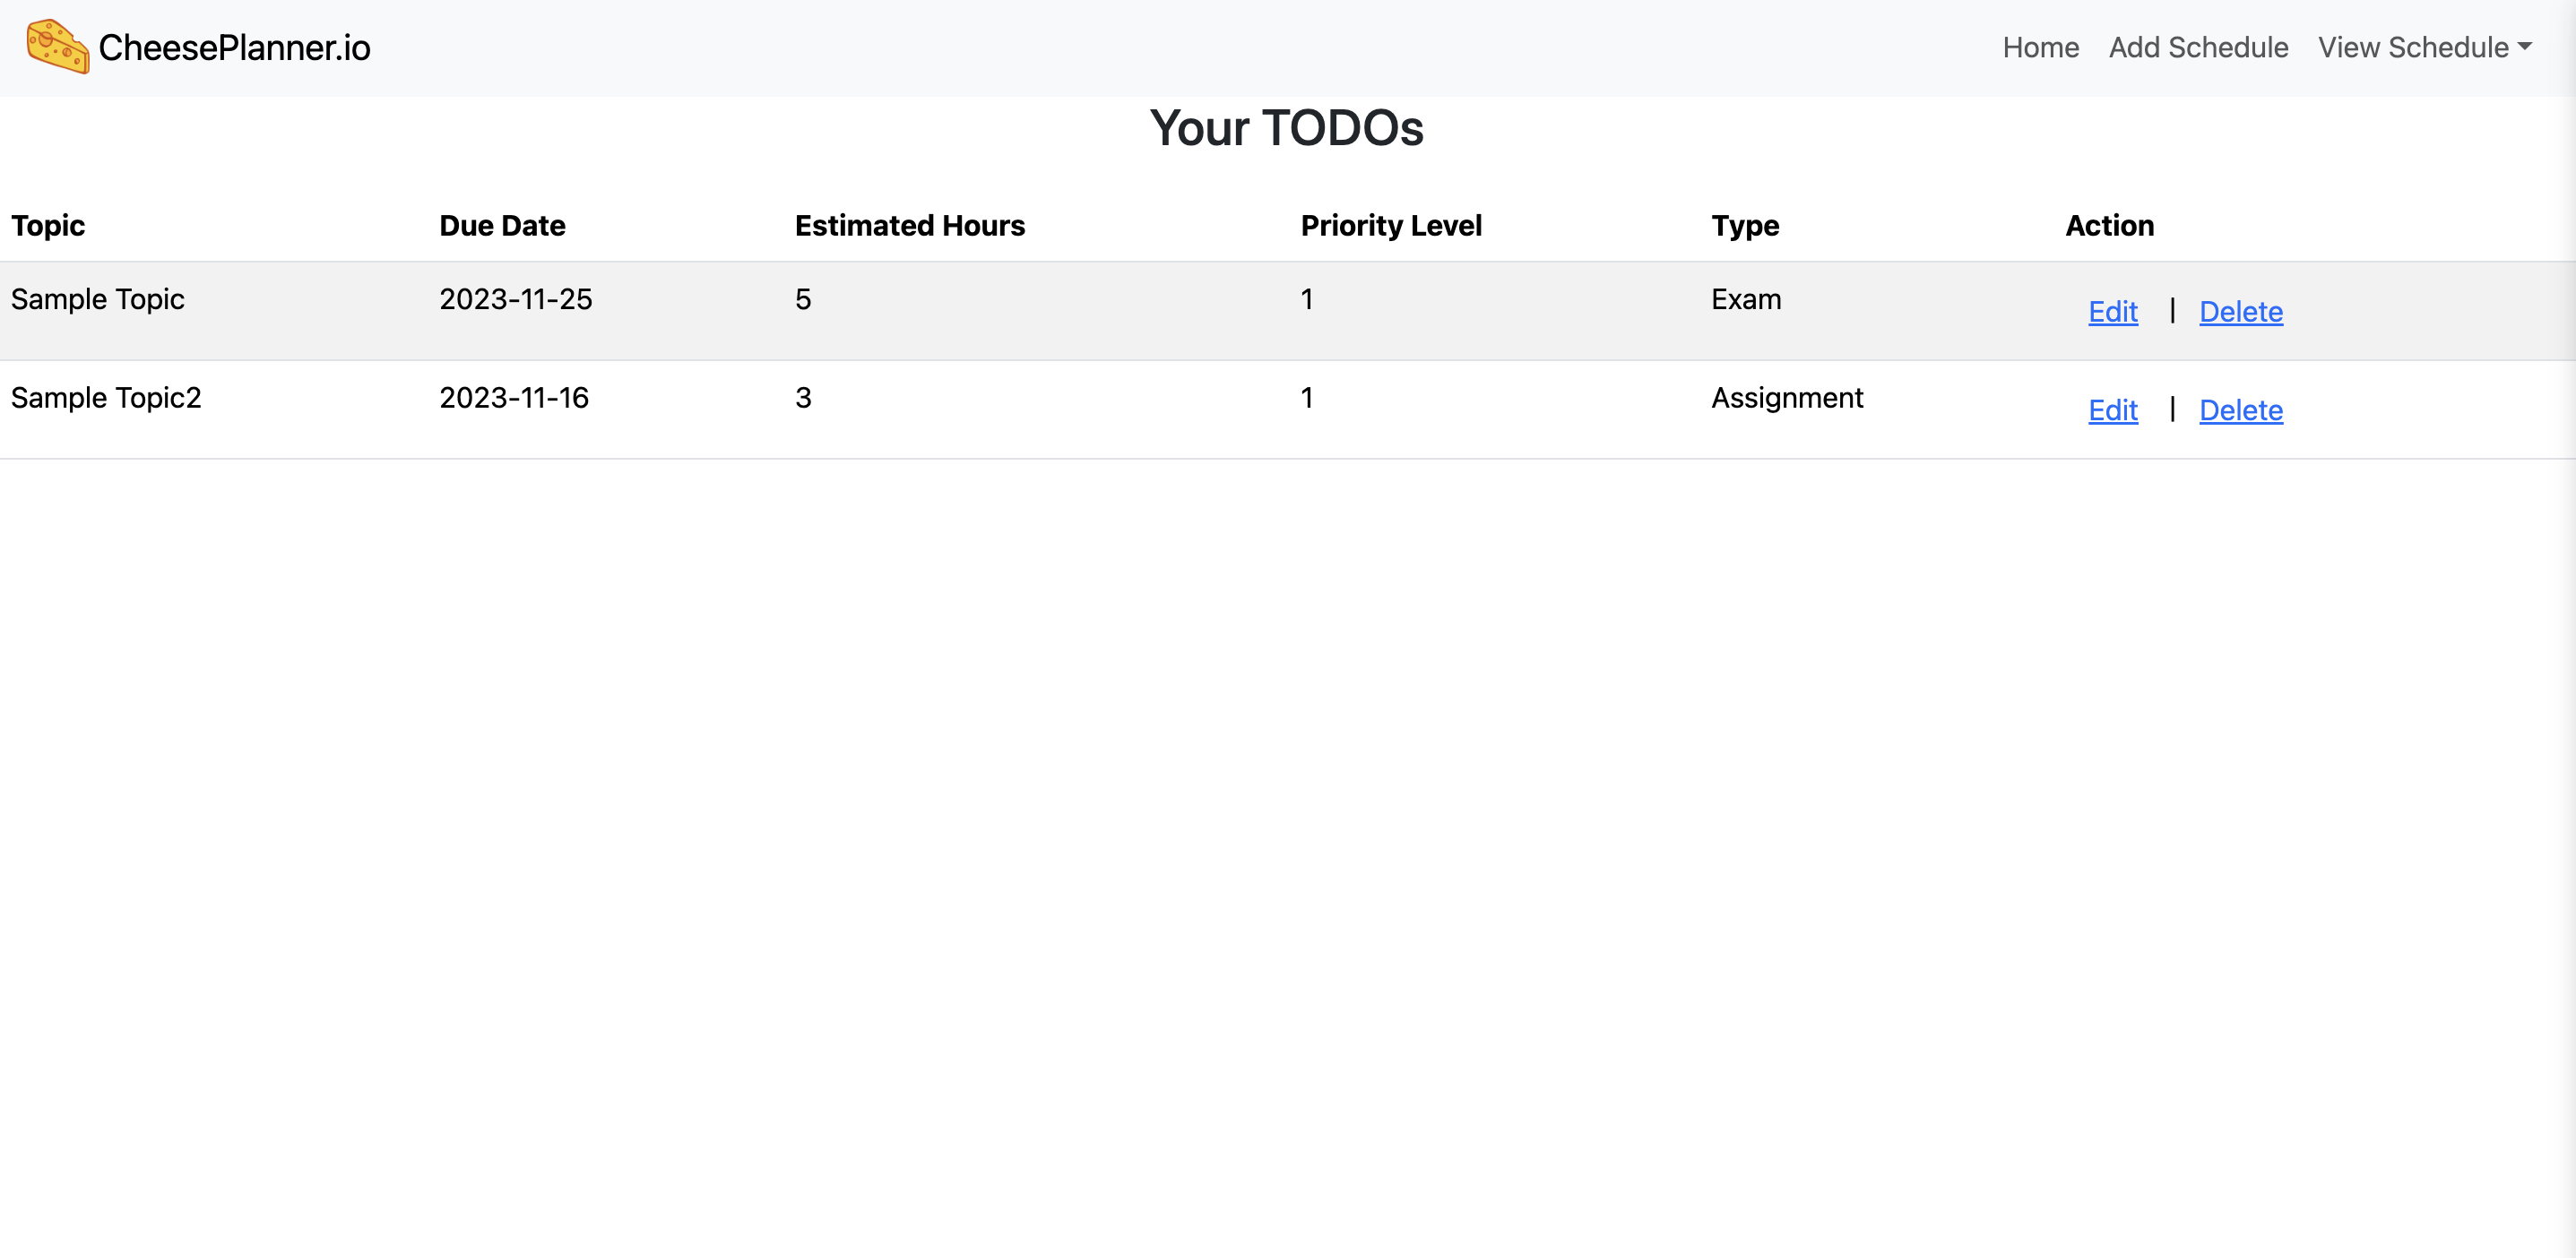 CheesePlanner.io Home Add Schedule View Schedule
Your TODOs
Topic Due Date Estimated Hours Priority Level Type Action
Sample Topic 2023-11-25 5 1 Exam Edit | Delete
Sample Topic2 2023-11-16 3 1 Assignment Edit | Delete